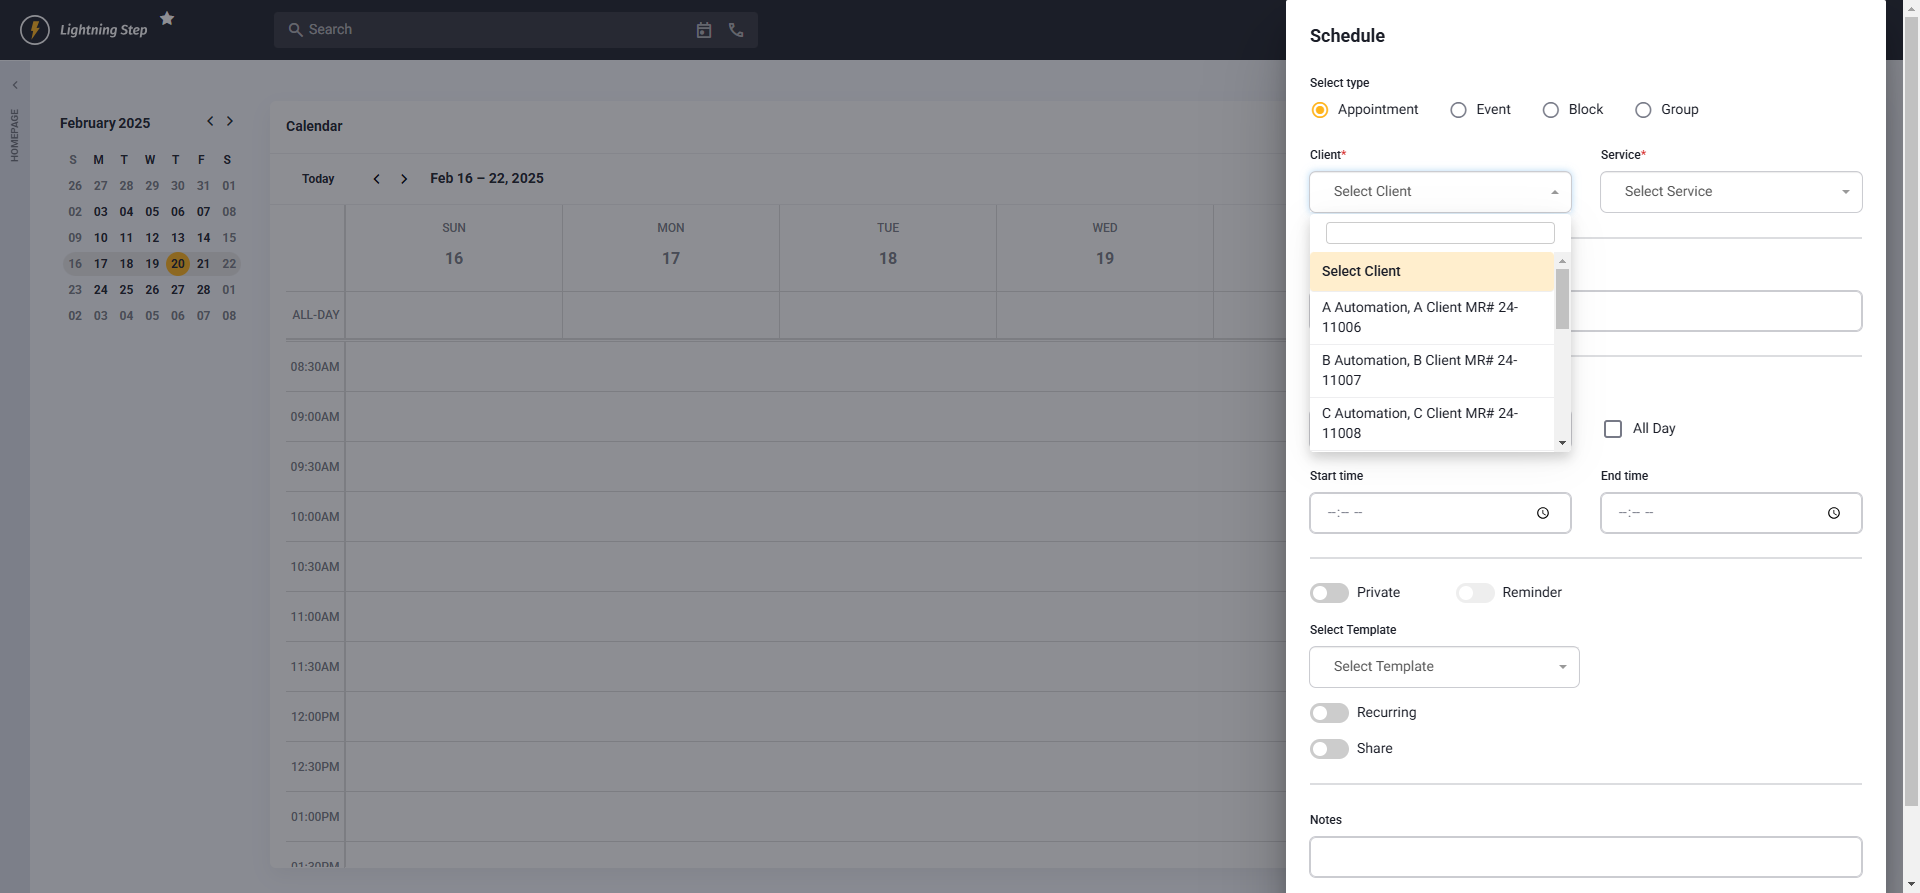 Lightning Step
Search
HOMEPAGE
February 2025
S M T W T F S
26 27 28 29 30 31 01
02 03 04 05 06 07 08
09 10 11 12 13 14 15
16 17 18 19 20 21 22
23 24 25 26 27 28 01
02 03 04 05 06 07 08
Calendar
Today
Feb 16 – 22, 2025
SUN MON TUE WED
16 17 18 19
ALL-DAY
08:30AM
09:00AM
09:30AM
10:00AM
10:30AM
11:00AM
11:30AM
12:00PM
12:30PM
01:00PM
01:30PM
Schedule
Select type
Appointment Event Block Group
Client* Service*
Select Client Select Service
Select Client
A Automation, A Client MR# 24-
11006
B Automation, B Client MR# 24-
11007
C Automation, C Client MR# 24-
11008
All Day
Start time End time
--:-- -- --:-- --
Private Reminder
Select Template
Select Template
Recurring
Share
Notes